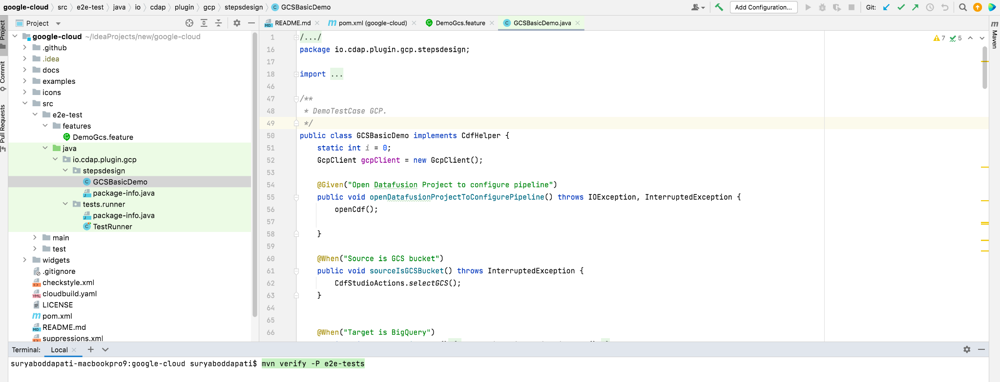 google-cloud src e2e-test java io cdap plugin gcp stepsdesign GCSBasicDemo
Add Configuration...
Git:
Project
Commit
Pull Requests
Project
google-cloud ~/IdeaProjects/new/google-cloud
.github
.idea
docs
examples
icons
src
e2e-test
features
DemoGcs.feature
java
io.cdap.plugin.gcp
stepsdesign
GCSBasicDemo
package-info.java
tests.runner
package-info.java
TestRunner
main
test
widgets
.gitignore
checkstyle.xml
cloudbuild.yaml
LICENSE
pom.xml
README.md
suppressions.xml
README.md
pom.xml (google-cloud)
DemoGcs.feature
GCSBasicDemo.java
7 5
Maven
1 /.../
16 package io.cdap.plugin.gcp.stepsdesign;
17
18 import ...
46
47 /**
48 * DemoTestCase GCP.
49 */
50 public class GCSBasicDemo implements CdfHelper {
51 static int i = 0;
52 GcpClient gcpClient = new GcpClient();
53
54 @Given("Open Datafusion Project to configure pipeline")
55 public void openDatafusionProjectToConfigurePipeline() throws IOException, InterruptedException {
56 openCdf();
57
58 }
59
60 @When("Source is GCS bucket")
61 public void sourceIsGCSBucket() throws InterruptedException {
62 CdfStudioActions.selectGCS();
63 }
64
65
66 @When("Target is BigQuery")
Terminal: Local
suryaboddapati-macbookpro9:google-cloud suryaboddapati$ mvn verify -P e2e-tests